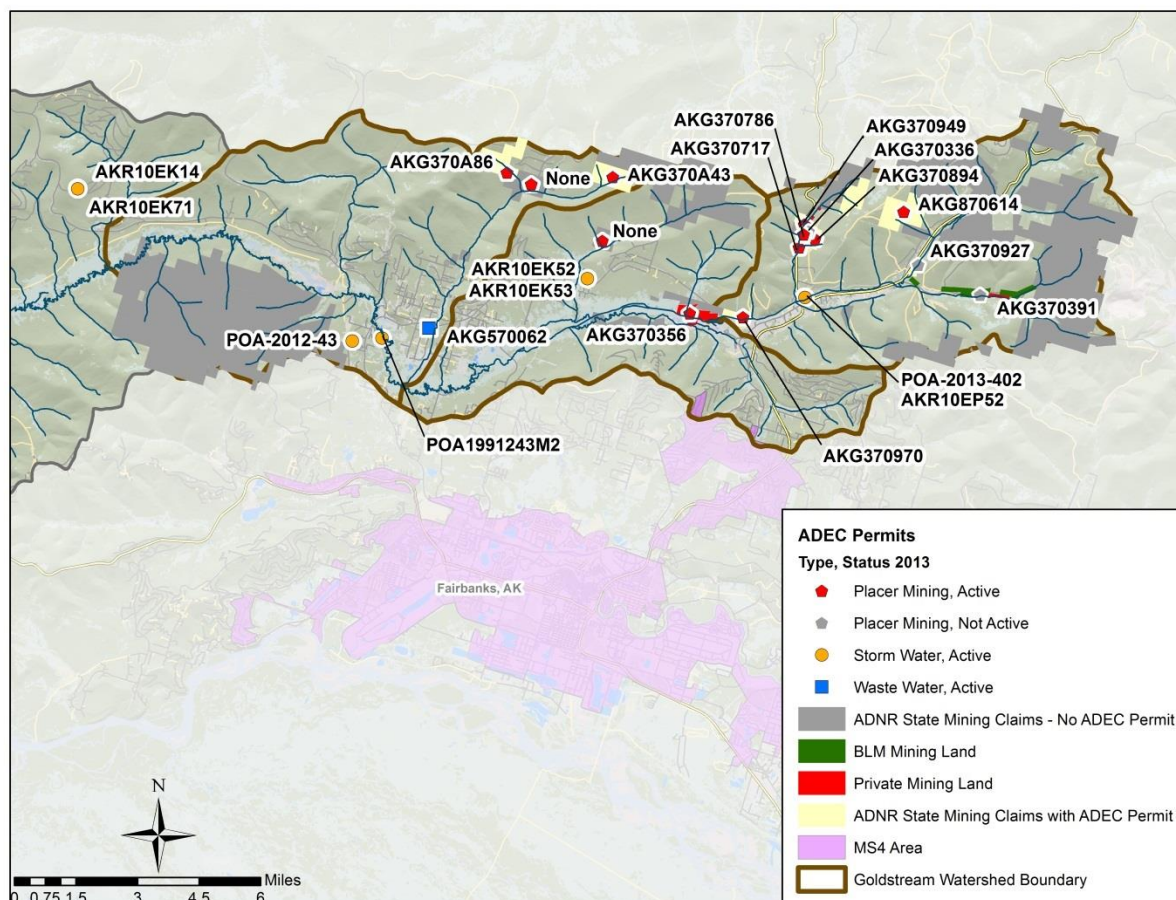 AKG370786
AKG370949
AKG370717
AKG370336
AKG370894
AKR10EK14
AKR10EK71
AKG370A86
None
AKG370A43
AKG870614
None
AKG370927
AKR10EK52
AKR10EK53
AKG370391
POA-2012-43
AKG570062
AKG370356
POA-2013-402
AKR10EP52
POA1991243M2
AKG370970
Fairbanks, AK
ADEC Permits
Type, Status 2013
Placer Mining, Active
Placer Mining, Not Active
Storm Water, Active
Waste Water, Active
ADNR State Mining Claims - No ADEC Permit
BLM Mining Land
Private Mining Land
ADNR State Mining Claims with ADEC Permit
MS4 Area
Goldstream Watershed Boundary
N
Miles
0 0.75 1.5 3 4.5 6